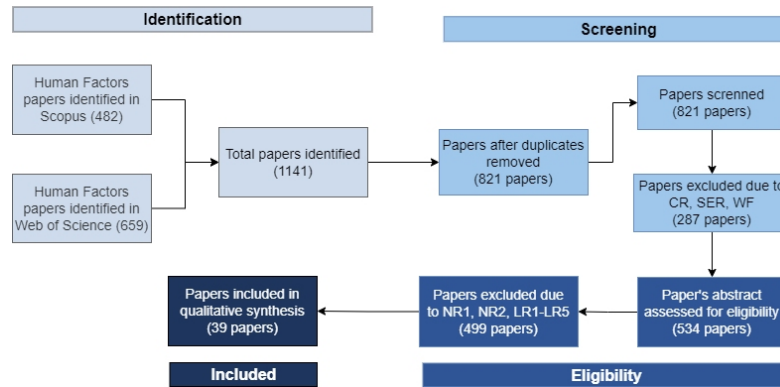 Identification
Screening
Human Factors
papers identified in
Scopus (482)
Human Factors
papers identified in
Web of Science (659)
Total papers identified
(1141)
Papers after duplicates
removed
(821 papers)
Papers screnned
(821 papers)
Papers excluded due to
CR, SER, WF
(287 papers)
Paper's abstract
assessed for eligibility
(534 papers)
Papers excluded due
to NR1, NR2, LR1-LR5
(499 papers)
Papers included in
qualitative synthesis
(39 papers)
Included
Eligibility